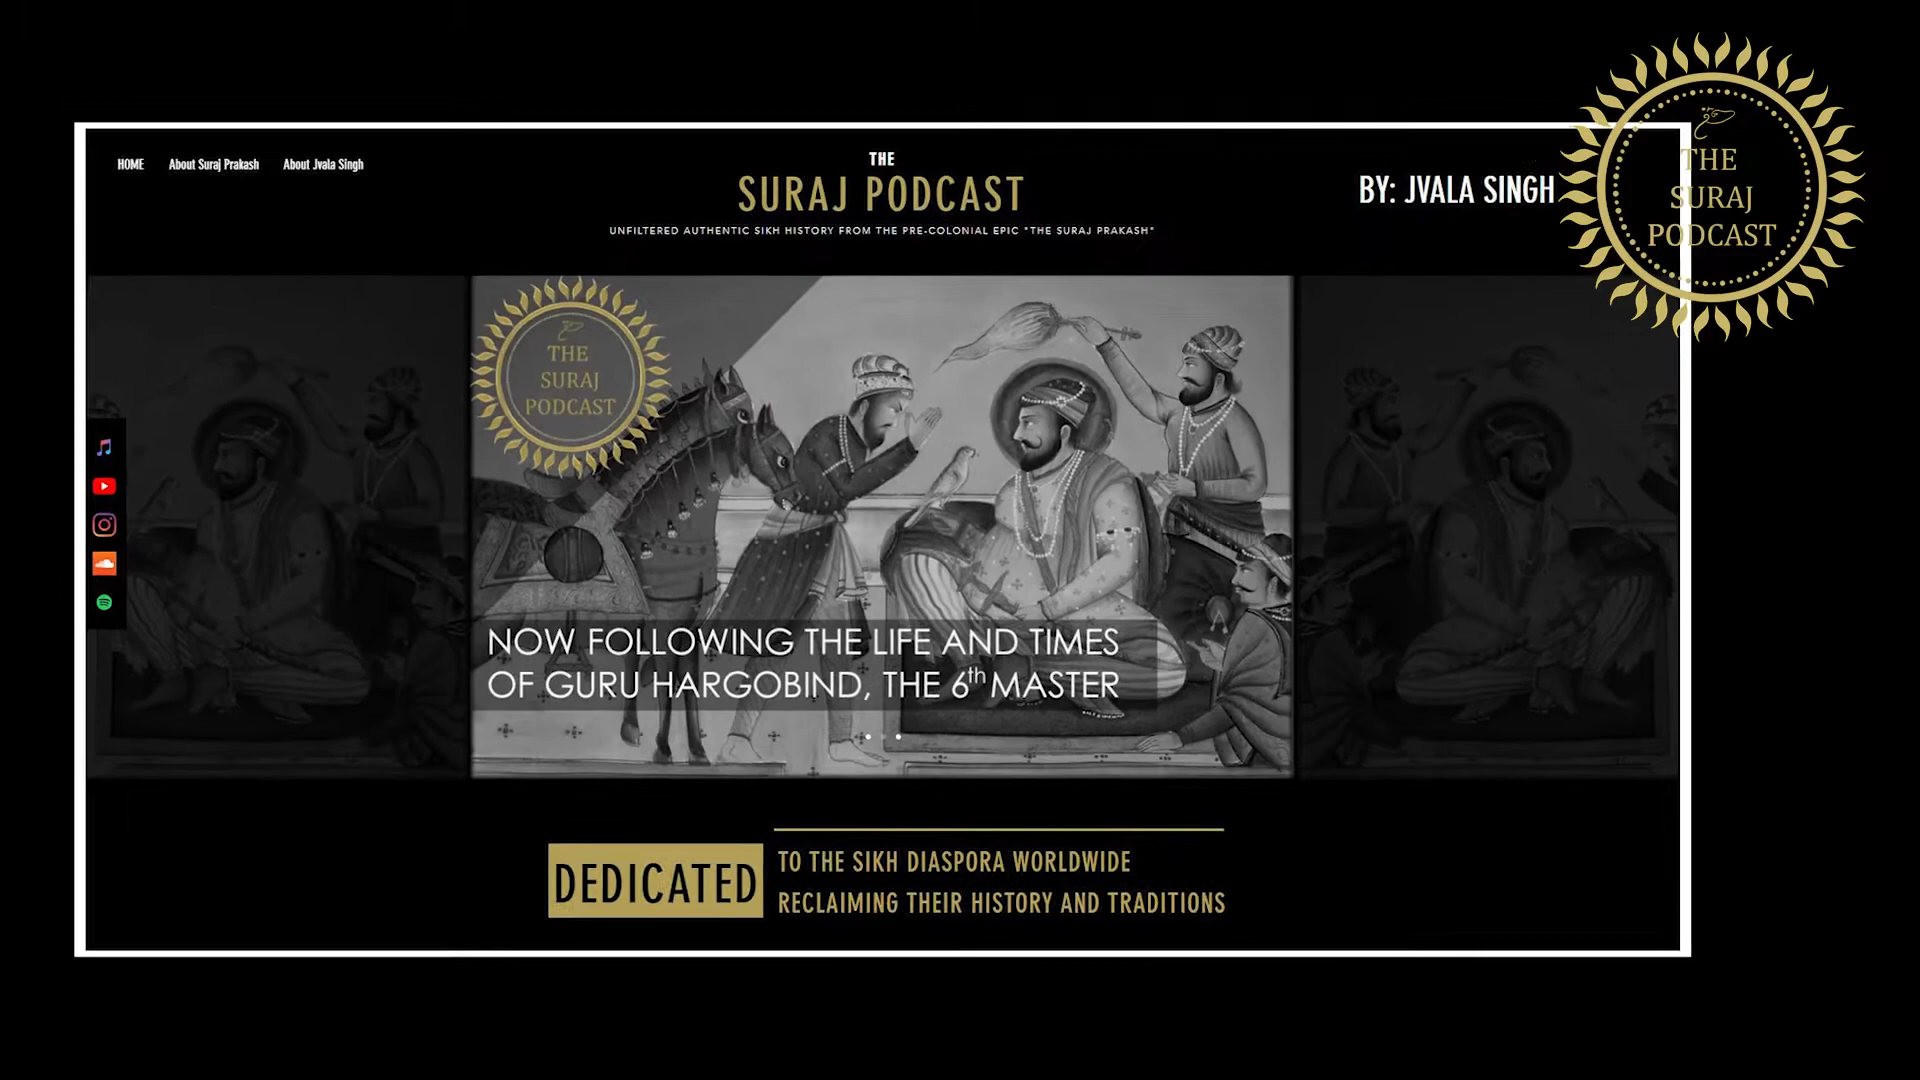 HOME About Suraj Prakash About Jvala Singh
THE
SURAJ PODCAST
UNFILTERED AUTHENTIC SIKH HISTORY FROM THE PRE-COLONIAL EPIC "THE SURAJ PRAKASH"
BY: JVALA SINGH
THE
SURAJ
PODCAST
THE
SURAJ
PODCAST
NOW FOLLOWING THE LIFE AND TIMES
OF GURU HARGOBIND, THE 6th MASTER
DEDICATED
TO THE SIKH DIASPORA WORLDWIDE
RECLAIMING THEIR HISTORY AND TRADITIONS